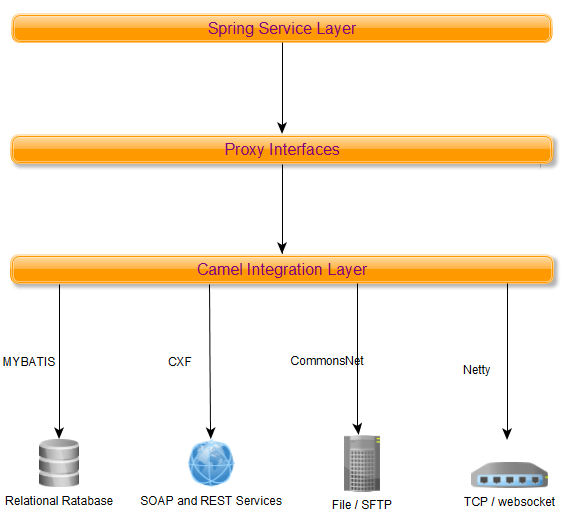 Spring Service Layer
Proxy Interfaces
Camel Integration Layer
MYBATIS
CXF
CommonsNet
Netty
Relational Ratabase
SOAP and REST Services
File / SFTP
TCP / websocket